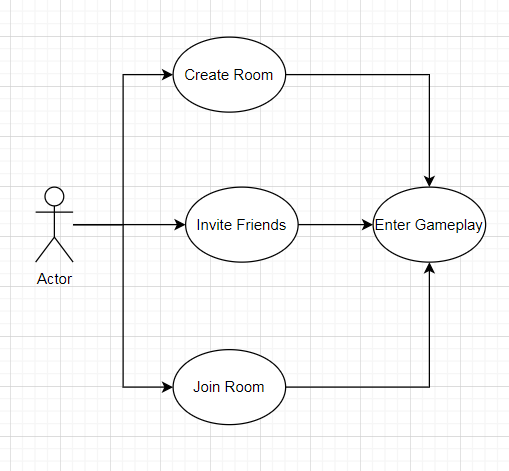 Create Room
Invite Friends
Enter Gameplay
Actor
Join Room